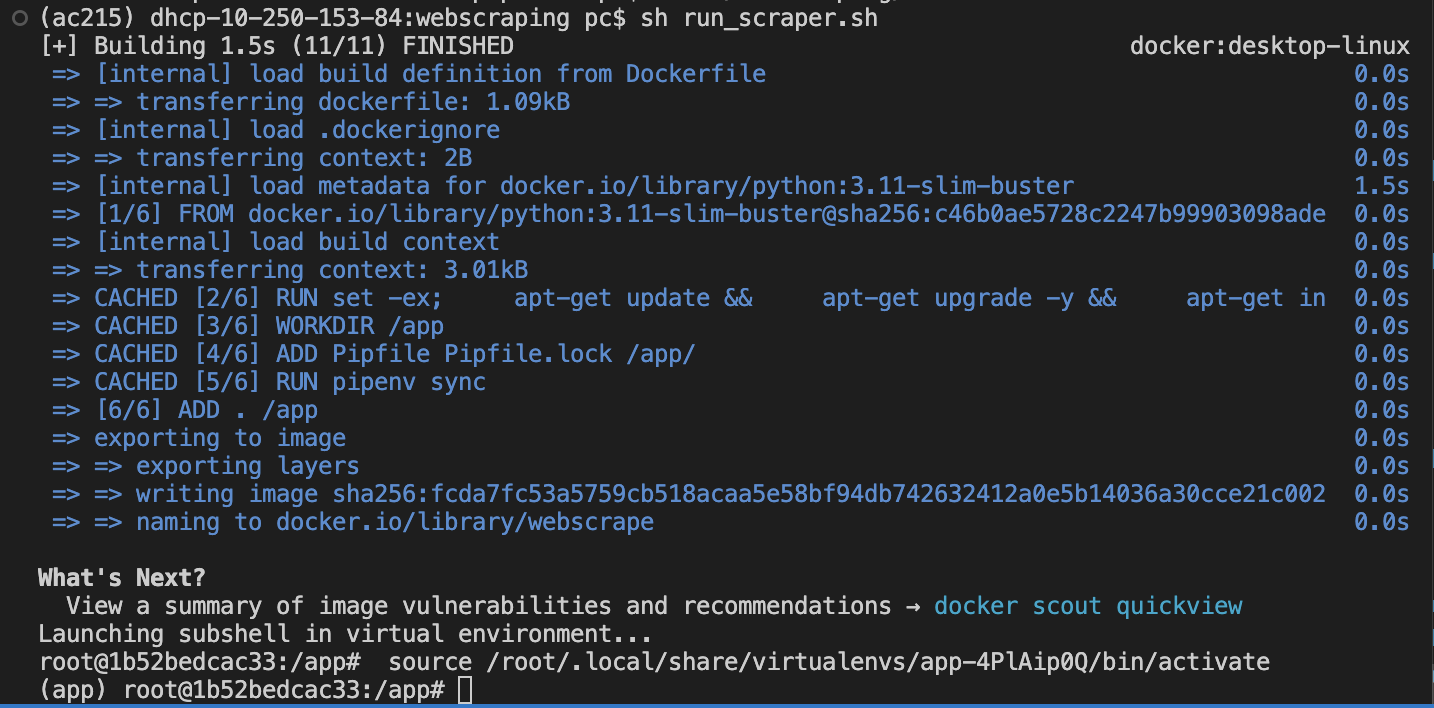 (ac215) dhcp-10-250-153-84:webscraping pc$ sh run_scraper.sh
[+] Building 1.5s (11/11) FINISHED docker:desktop-linux
=> [internal] load build definition from Dockerfile 0.0s
=> => transferring dockerfile: 1.09kB 0.0s
=> [internal] load .dockerignore 0.0s
=> => transferring context: 2B 0.0s
=> [internal] load metadata for docker.io/library/python:3.11-slim-buster 1.5s
=> [1/6] FROM docker.io/library/python:3.11-slim-buster@sha256:c46b0ae5728c2247b99903098ade 0.0s
=> [internal] load build context 0.0s
=> => transferring context: 3.01kB 0.0s
=> CACHED [2/6] RUN set -ex; apt-get update && apt-get upgrade -y && apt-get in 0.0s
=> CACHED [3/6] WORKDIR /app 0.0s
=> CACHED [4/6] ADD Pipfile Pipfile.lock /app/ 0.0s
=> CACHED [5/6] RUN pipenv sync 0.0s
=> [6/6] ADD . /app 0.0s
=> exporting to image 0.0s
=> => exporting layers 0.0s
=> => writing image sha256:fcda7fc53a5759cb518acaa5e58bf94db742632412a0e5b14036a30cce21c002 0.0s
=> => naming to docker.io/library/webscrape 0.0s
What's Next?
View a summary of image vulnerabilities and recommendations → docker scout quickview
Launching subshell in virtual environment...
root@1b52bedcac33:/app# source /root/.local/share/virtualenvs/app-4PlAip0Q/bin/activate
(app) root@1b52bedcac33:/app#